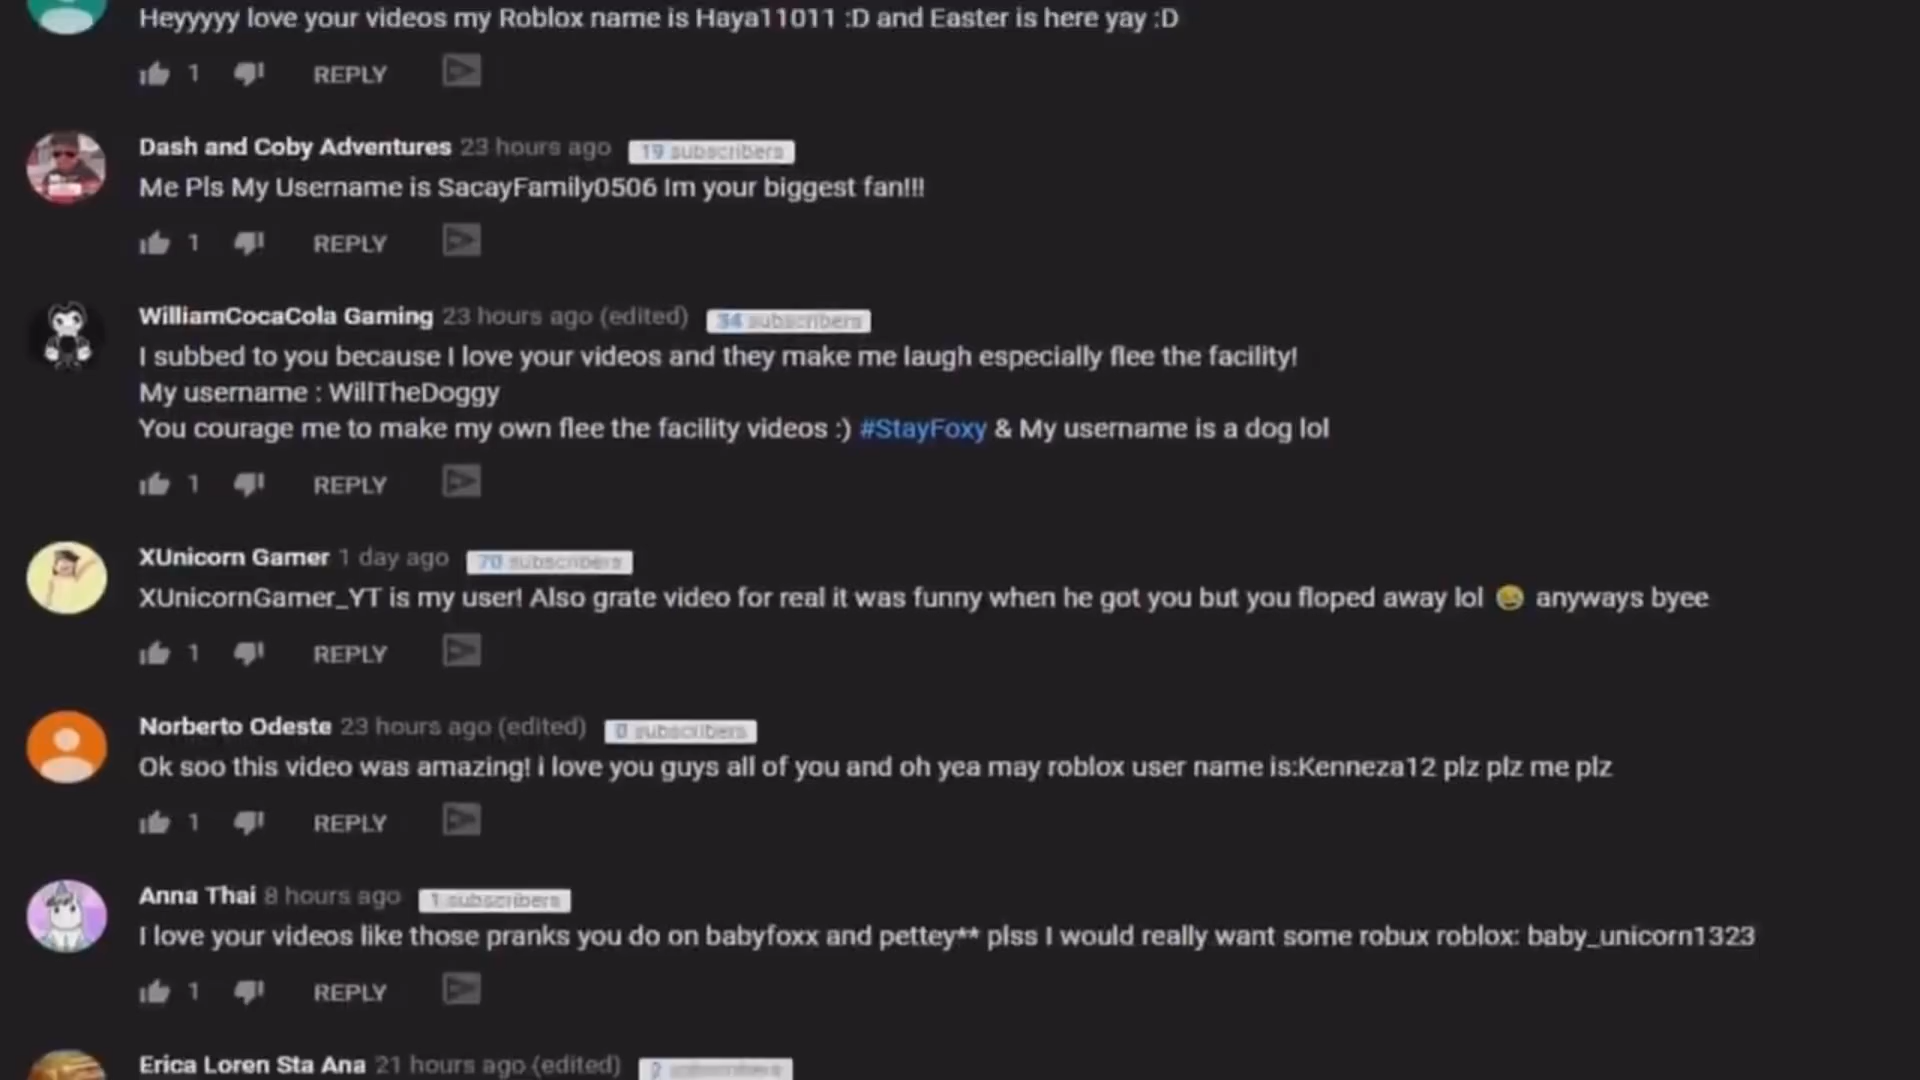 Heyyyyy love your videos my Roblox name is Haya11011 :D and Easter is here yay :D
1 REPLY
Dash and Coby Adventures 23 hours ago 19 subscribers
Me Pls My Username is SacayFamily0506 Im your biggest fan!!!
1 REPLY
WilliamCocaCola Gaming 23 hours ago (edited) 34 subscribers
I subbed to you because I love your videos and they make me laugh especially flee the facility!
My username : WillTheDoggy
You courage me to make my own flee the facility videos :) #StayFoxy & My username is a dog lol
1 REPLY
XUnicorn Gamer 1 day ago 70 subscribers
XUnicornGamer_YT is my user! Also grate video for real it was funny when he got you but you floped away lol 😂 anyways byee
1 REPLY
Norberto Odeste 23 hours ago (edited) 0 subscribers
Ok soo this video was amazing! i love you guys all of you and oh yea may roblox user name is:Kenneza12 plz plz me plz
1 REPLY
Anna Thai 8 hours ago 1 subscribers
I love your videos like those pranks you do on babyfoxx and pettey** plss I would really want some robux roblox: baby_unicorn1323
1 REPLY
Erica Loren Sta Ana 21 hours ago (edited) 2 subscribers